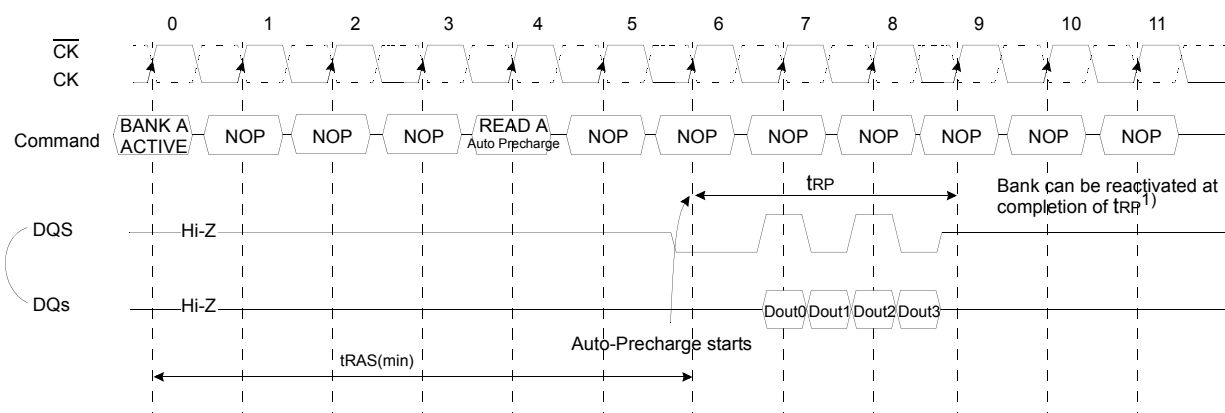 0 1 2 3 4 5 6 7 8 9 10 11
CK
CK
Command
BANK A
ACTIVE
NOP
NOP
NOP
READ A
Auto Precharge
NOP
NOP
NOP
NOP
NOP
NOP
NOP
tRP
Bank can be reactivated at
completion of tRP1)
DQS
Hi-Z
DQs
Hi-Z
Dout0 Dout1 Dout2 Dout3
Auto-Precharge starts
tRAS(min)